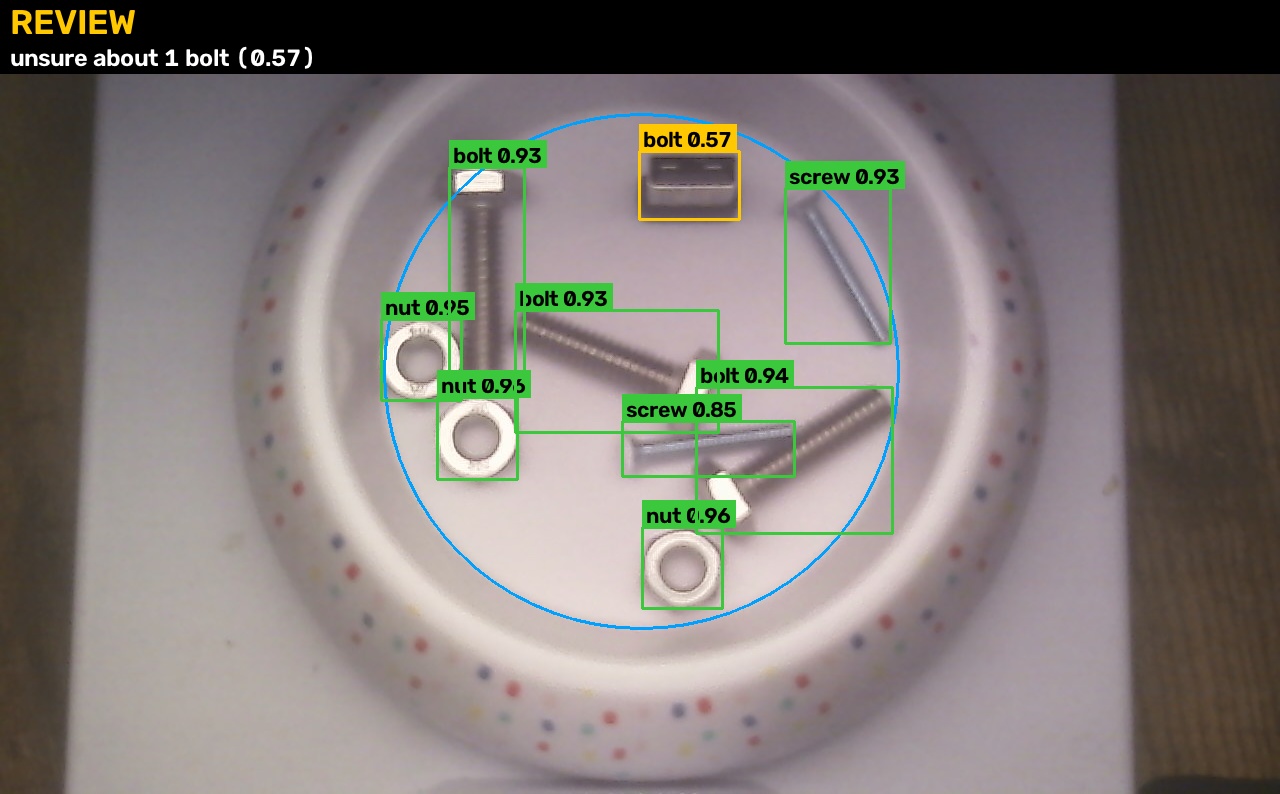 REVIEW
unsure about 1 bolt (0.57)
bolt 0.57
bolt 0.93
screw 0.93
bolt 0.93
nut 0.95
bolt 0.94
nut 0.96
screw 0.85
nut 0.96